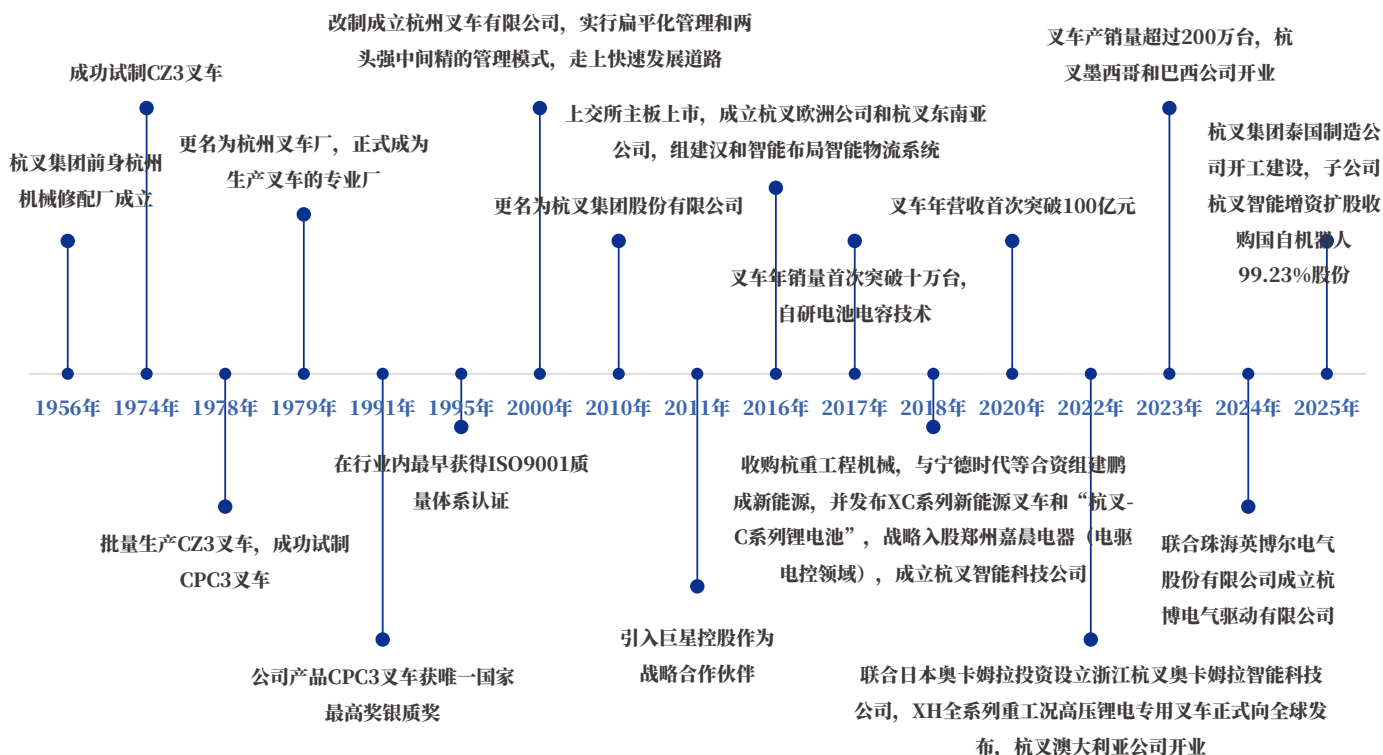 改制成立杭州叉车有限公司，实行扁平化管理和两
头强中间精的管理模式，走上快速发展道路
叉车产销量超过200万台，杭
叉墨西哥和巴西公司开业
成功试制CZ3叉车
上交所主板上市，成立杭叉欧洲公司和杭叉东南亚
公司，组建汉和智能布局智能物流系统
杭叉集团泰国制造公
司开工建设，子公司
杭叉智能增资扩股收
购国自机器人
99.23%股份
更名为杭州叉车厂，正式成为
生产叉车的专业厂
杭叉集团前身杭州
机械修配厂成立
更名为杭叉集团股份有限公司
叉车年营收首次突破100亿元
叉车年销量首次突破十万台，
自研电池电容技术
1956年 1974年 1978年 1979年 1991年 1995年 2000年 2010年 2011年 2016年 2017年 2018年 2020年 2022年 2023年 2024年 2025年
在行业内最早获得ISO9001质
量体系认证
收购杭重工程机械，与宁德时代等合资组建鹏
成新能源，并发布XC系列新能源叉车和“杭叉-
C系列锂电池”，战略入股郑州嘉晨电器（电驱
电控领域），成立杭叉智能科技公司
批量生产CZ3叉车，成功试制
CPC3叉车
联合珠海英博尔电气
股份有限公司成立杭
博电气驱动有限公司
引入巨星控股作为
战略合作伙伴
公司产品CPC3叉车获唯一国家
最高奖银质奖
联合日本奥卡姆拉投资设立浙江杭叉奥卡姆拉智能科技
公司，XH全系列重工况高压锂电专用叉车正式向全球发
布，杭叉澳大利亚公司开业